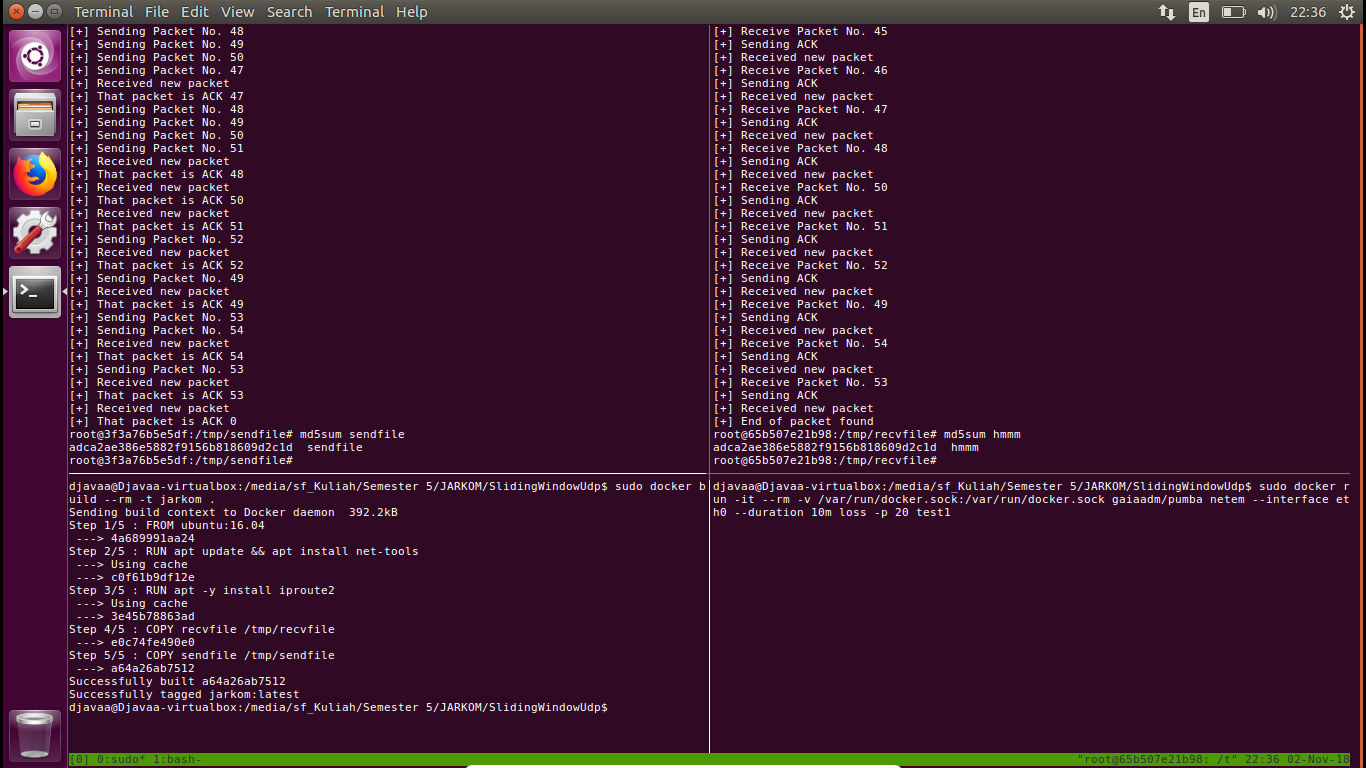 Terminal File Edit View Search Terminal Help
En
22:36
[+] Sending Packet No. 48
[+] Sending Packet No. 49
[+] Sending Packet No. 50
[+] Sending Packet No. 47
[+] Received new packet
[+] That packet is ACK 47
[+] Sending Packet No. 48
[+] Sending Packet No. 49
[+] Sending Packet No. 50
[+] Sending Packet No. 51
[+] Received new packet
[+] That packet is ACK 48
[+] Received new packet
[+] That packet is ACK 50
[+] Received new packet
[+] That packet is ACK 51
[+] Sending Packet No. 52
[+] Received new packet
[+] That packet is ACK 52
[+] Sending Packet No. 49
[+] Received new packet
[+] That packet is ACK 49
[+] Sending Packet No. 53
[+] Sending Packet No. 54
[+] Received new packet
[+] That packet is ACK 54
[+] Sending Packet No. 53
[+] Received new packet
[+] That packet is ACK 53
[+] Received new packet
[+] That packet is ACK 0
root@3f3a76b5e5df:/tmp/sendfile# md5sum sendfile
adca2ae386e5882f9156b818609d2c1d  sendfile
root@3f3a76b5e5df:/tmp/sendfile#
[+] Receive Packet No. 45
[+] Sending ACK
[+] Received new packet
[+] Receive Packet No. 46
[+] Sending ACK
[+] Received new packet
[+] Receive Packet No. 47
[+] Sending ACK
[+] Received new packet
[+] Receive Packet No. 48
[+] Sending ACK
[+] Received new packet
[+] Receive Packet No. 50
[+] Sending ACK
[+] Received new packet
[+] Receive Packet No. 51
[+] Sending ACK
[+] Received new packet
[+] Receive Packet No. 52
[+] Sending ACK
[+] Received new packet
[+] Receive Packet No. 49
[+] Sending ACK
[+] Received new packet
[+] Receive Packet No. 54
[+] Sending ACK
[+] Received new packet
[+] Receive Packet No. 53
[+] Sending ACK
[+] Received new packet
[+] End of packet found
root@65b507e21b98:/tmp/recvfile# md5sum hmmm
adca2ae386e5882f9156b818609d2c1d  hmmm
root@65b507e21b98:/tmp/recvfile#
djavaa@Djavaa-virtualbox:/media/sf_Kuliah/Semester 5/JARKOM/SlidingWindowUdp$ sudo docker b
uild --rm -t jarkom .
Sending build context to Docker daemon  392.2kB
Step 1/5 : FROM ubuntu:16.04
 ---> 4a689991aa24
Step 2/5 : RUN apt update && apt install net-tools
 ---> Using cache
 ---> c0f61b9df12e
Step 3/5 : RUN apt -y install iproute2
 ---> Using cache
 ---> 3e45b78863ad
Step 4/5 : COPY recvfile /tmp/recvfile
 ---> e0c74fe490e0
Step 5/5 : COPY sendfile /tmp/sendfile
 ---> a64a26ab7512
Successfully built a64a26ab7512
Successfully tagged jarkom:latest
djavaa@Djavaa-virtualbox:/media/sf_Kuliah/Semester 5/JARKOM/SlidingWindowUdp$
djavaa@Djavaa-virtualbox:/media/sf_Kuliah/Semester 5/JARKOM/SlidingWindowUdp$ sudo docker r
un -it --rm -v /var/run/docker.sock:/var/run/docker.sock gaiaadm/pumba netem --interface et
h0 --duration 10m loss -p 20 test1
[0] 0:sudo* 1:bash-
"root@65b507e21b98: /t" 22:36 02-Nov-18